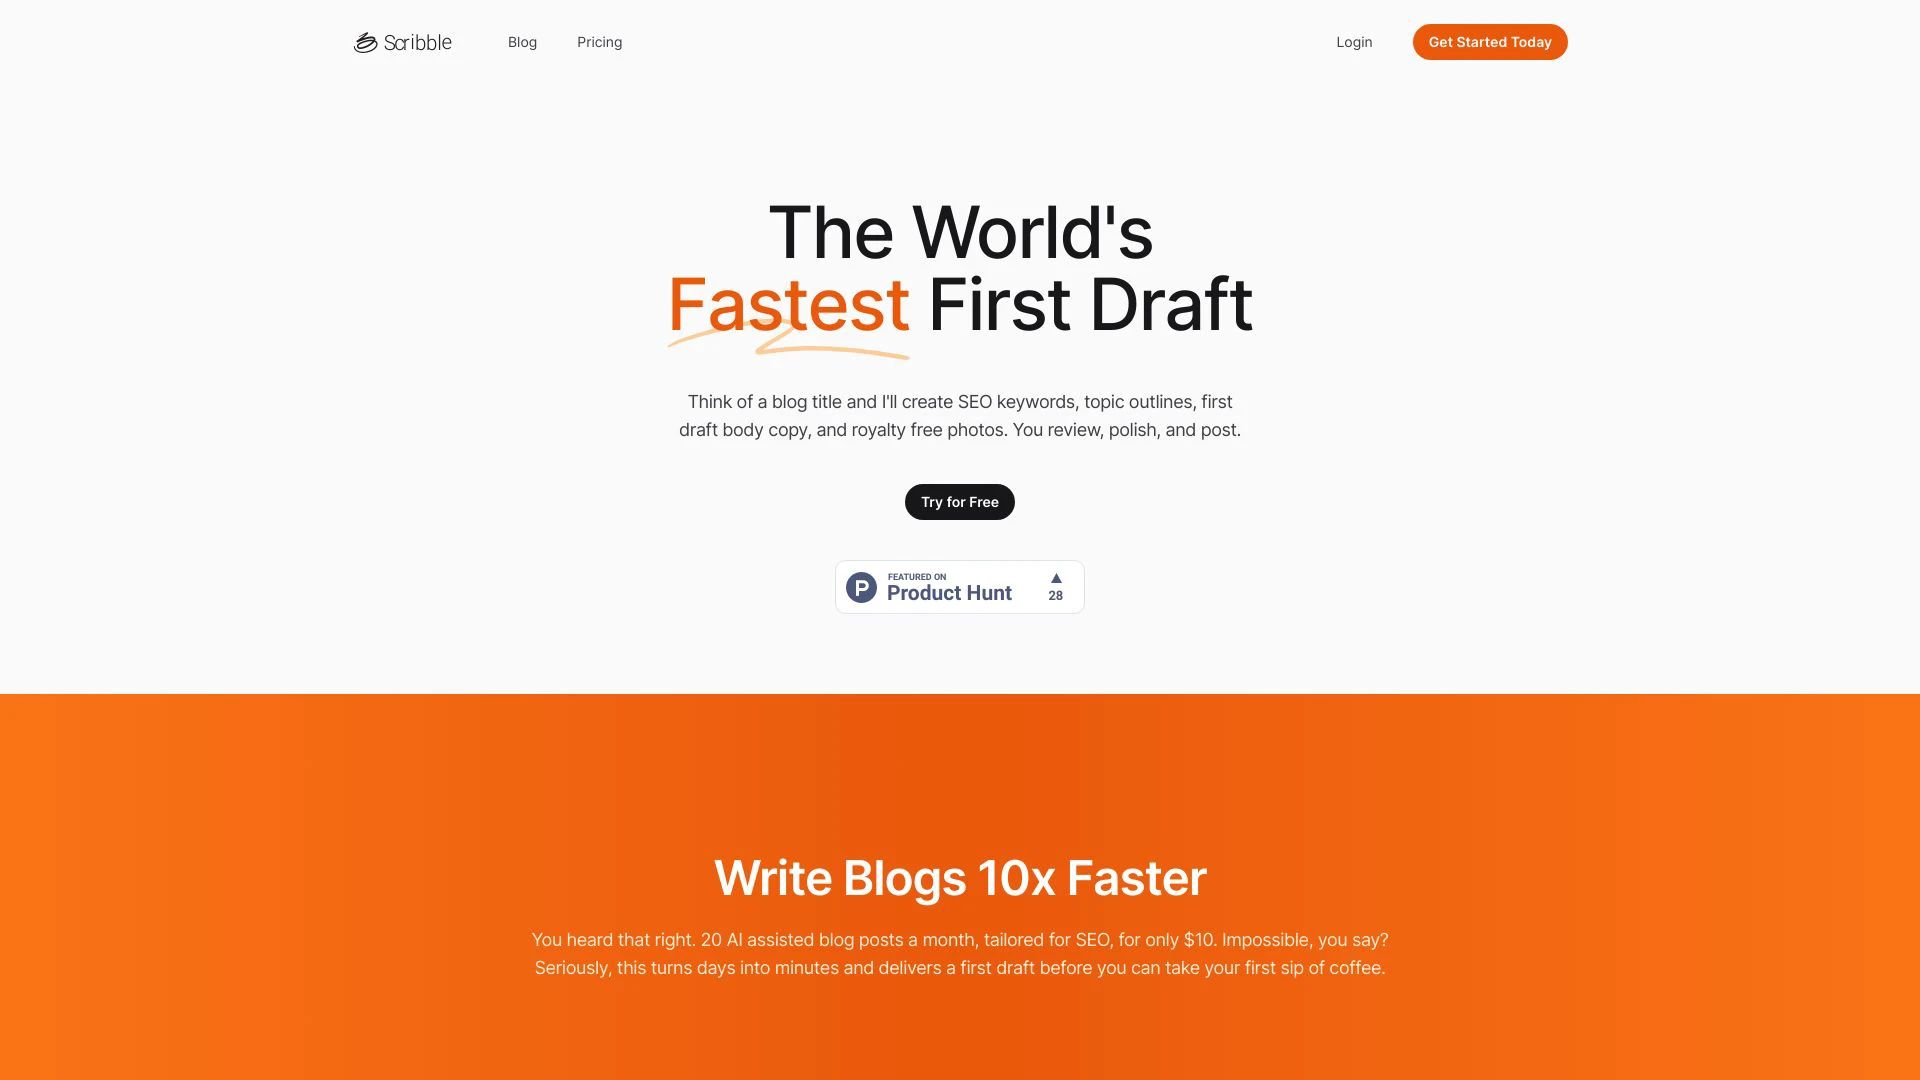 Scribble
Blog
Pricing
Login
Get Started Today
The World's
Fastest First Draft
Think of a blog title and I'll create SEO keywords, topic outlines, first
draft body copy, and royalty free photos. You review, polish, and post.
Try for Free
P
FEATURED ON
Product Hunt
▲
28
Write Blogs 10x Faster
You heard that right. 20 AI assisted blog posts a month, tailored for SEO, for only $10. Impossible, you say?
Seriously, this turns days into minutes and delivers a first draft before you can take your first sip of coffee.